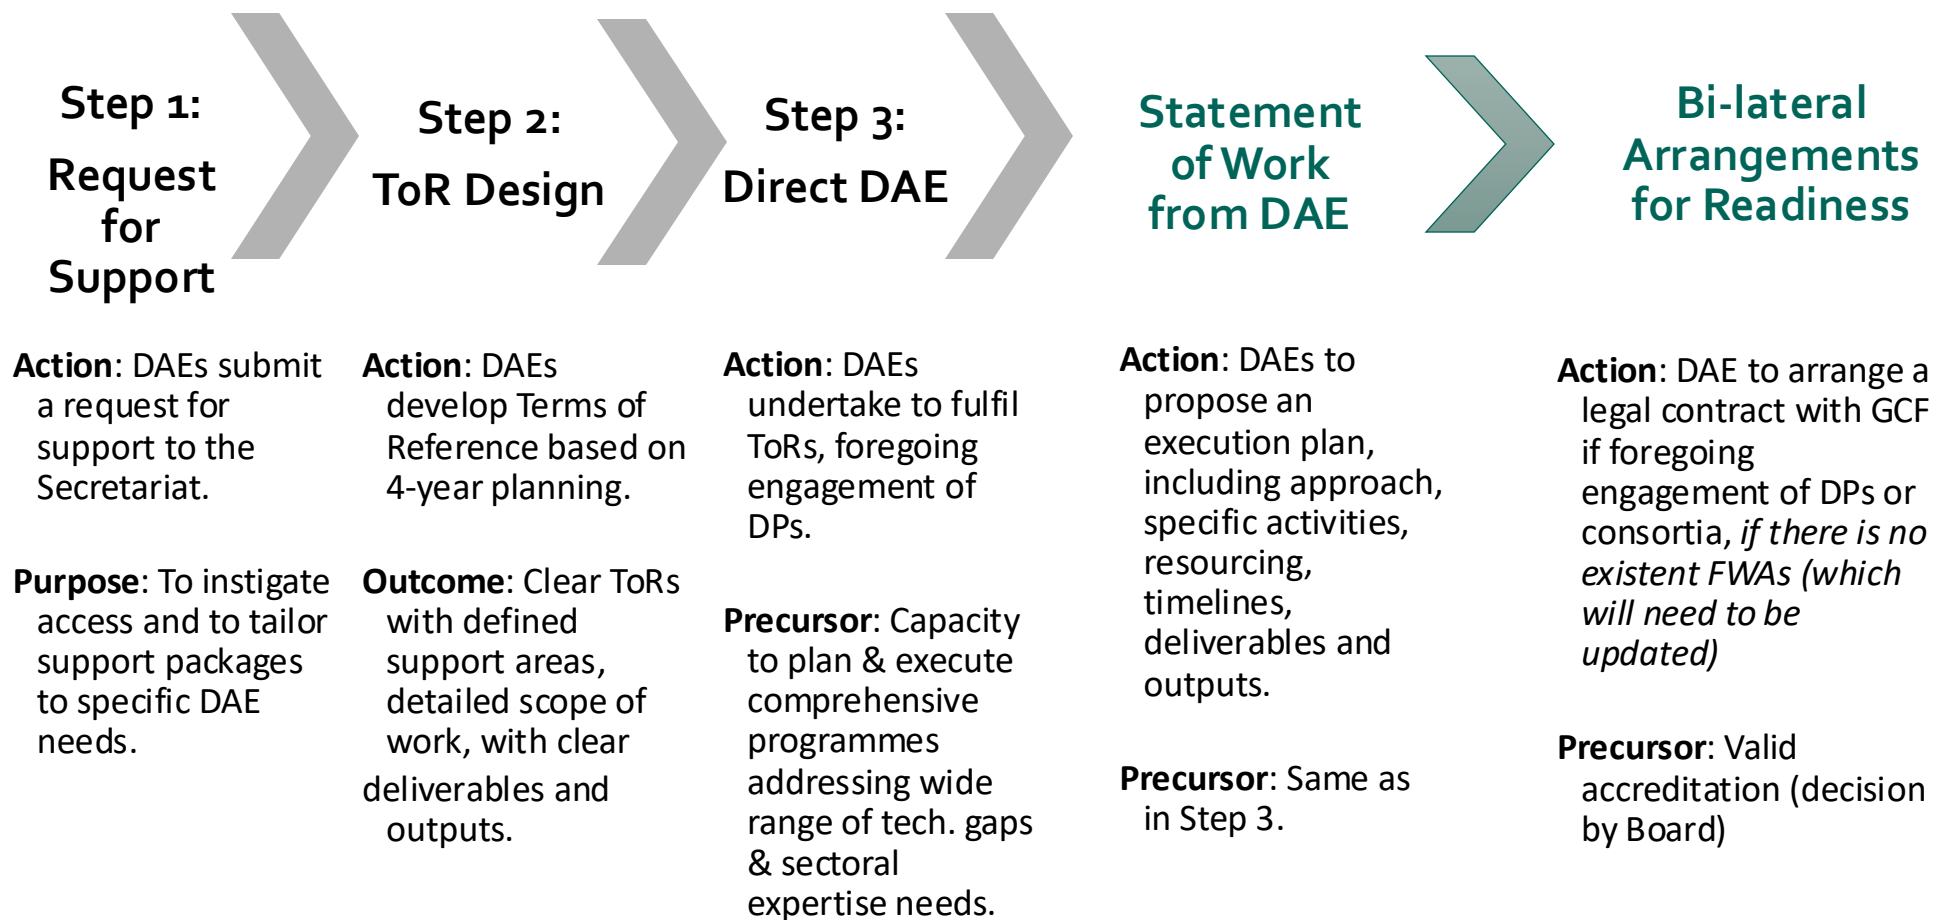 Step 1:
Request
for
Support
Step 2:
ToR Design
Step 3:
Direct DAE
Statement
of Work
from DAE
Bi-lateral
Arrangements
for Readiness
Action: DAEs submit
a request for
support to the
Secretariat.
Purpose: To instigate
access and to tailor
support packages
to specific DAE
needs.
Action: DAEs
develop Terms of
Reference based on
4-year planning.
Outcome: Clear ToRs
with defined
support areas,
detailed scope of
work, with clear
deliverables and
outputs.
Action: DAEs
undertake to fulfil
ToRs, foregoing
engagement of
DPs.
Precursor: Capacity
to plan & execute
comprehensive
programmes
addressing wide
range of tech. gaps
& sectoral
expertise needs.
Action: DAEs to
propose an
execution plan,
including approach,
specific activities,
resourcing,
timelines,
deliverables and
outputs.
Precursor: Same as
in Step 3.
Action: DAE to arrange a
legal contract with GCF
if foregoing
engagement of DPs or
consortia, if there is no
existent FWAs (which
will need to be
updated)
Precursor: Valid
accreditation (decision
by Board)